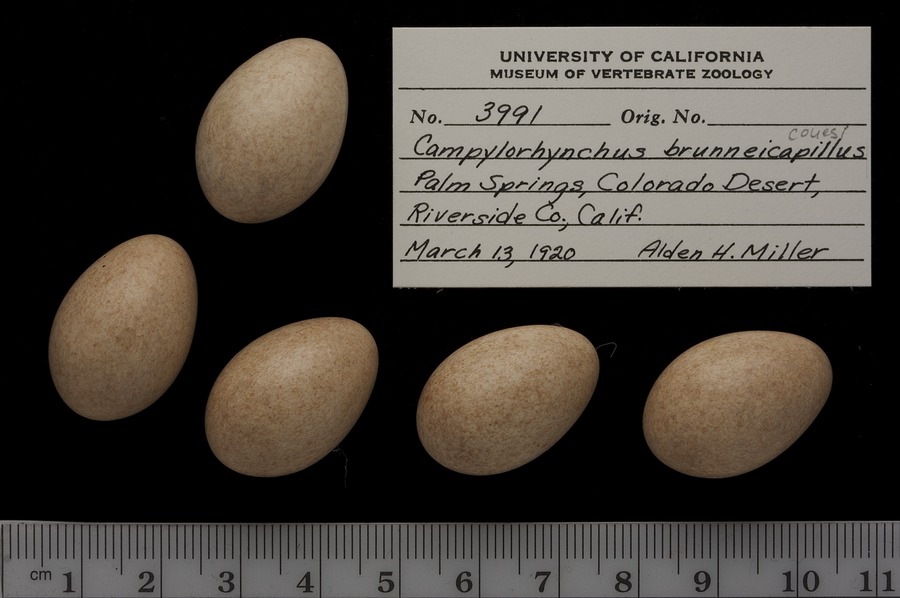 UNIVERSITY OF CALIFORNIA
MUSEUM OF VERTEBRATE ZOOLOGY
No. 3991 Orig. No.
couesi
Campylorhynchus brunneicapillus
Palm Springs, Colorado Desert,
Riverside Co., Calif.
March 13, 1920 Alden H. Miller
cm 1 2 3 4 5 6 7 8 9 10 11